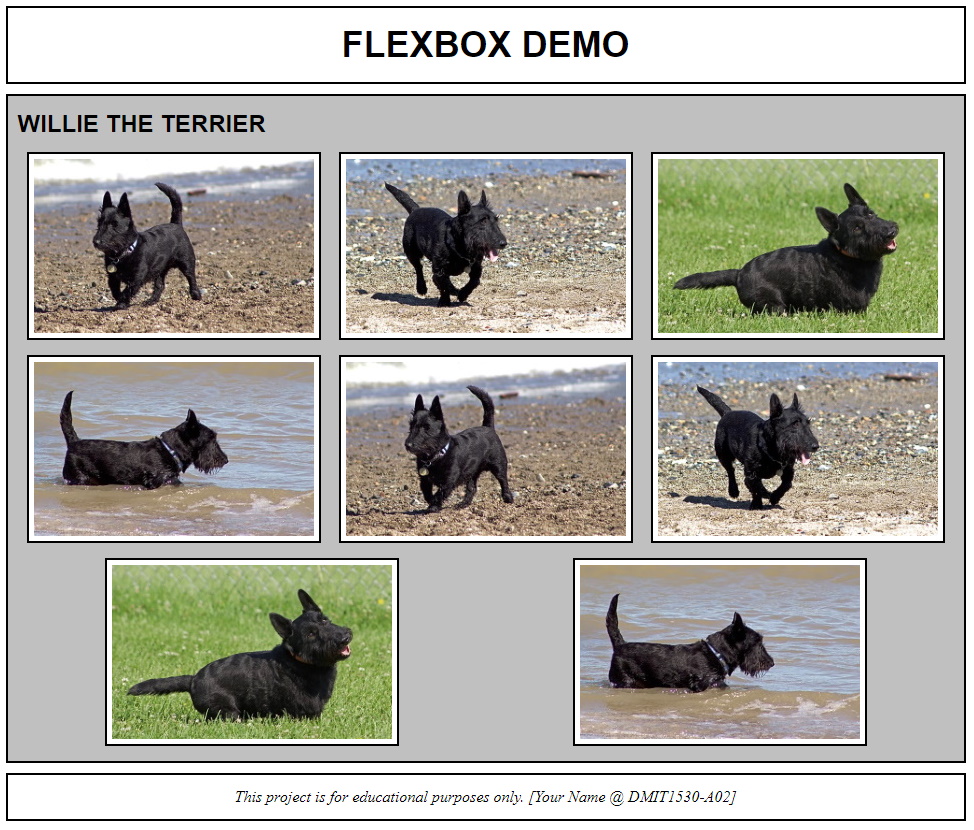 FLEXBOX DEMO
WILLIE THE TERRIER
This project is for educational purposes only. [Your Name @ DMIT1530-A02]